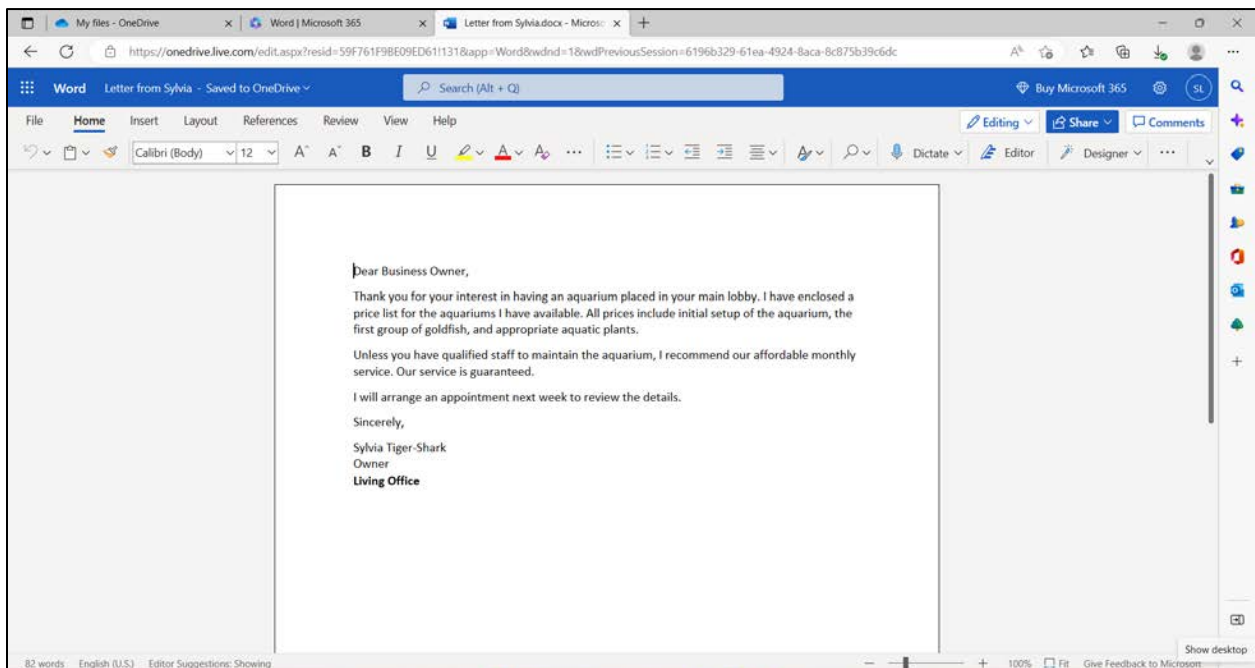 My files - OneDrive
Word | Microsoft 365
Letter from Sylvia.docx - Microso
https://onedrive.live.com/edit.aspx?resid=59F761F9BE09ED61!131&app=Word&wdnd=1&wdPreviousSession=6196b329-61ea-4924-8aca-8c875b39c6dc
Word Letter from Sylvia - Saved to OneDrive
Search (Alt + Q)
Buy Microsoft 365
SL
File Home Insert Layout References Review View Help
Editing Share Comments
Calibri (Body) 12 A A B I U A A Dictate Editor Designer
Dear Business Owner,
Thank you for your interest in having an aquarium placed in your main lobby. I have enclosed a
price list for the aquariums I have available. All prices include initial setup of the aquarium, the
first group of goldfish, and appropriate aquatic plants.
Unless you have qualified staff to maintain the aquarium, I recommend our affordable monthly
service. Our service is guaranteed.
I will arrange an appointment next week to review the details.
Sincerely,
Sylvia Tiger-Shark
Owner
Living Office
Show desktop
82 words English (U.S.) Editor Suggestions: Showing
100% Fit Give Feedback to Microsoft